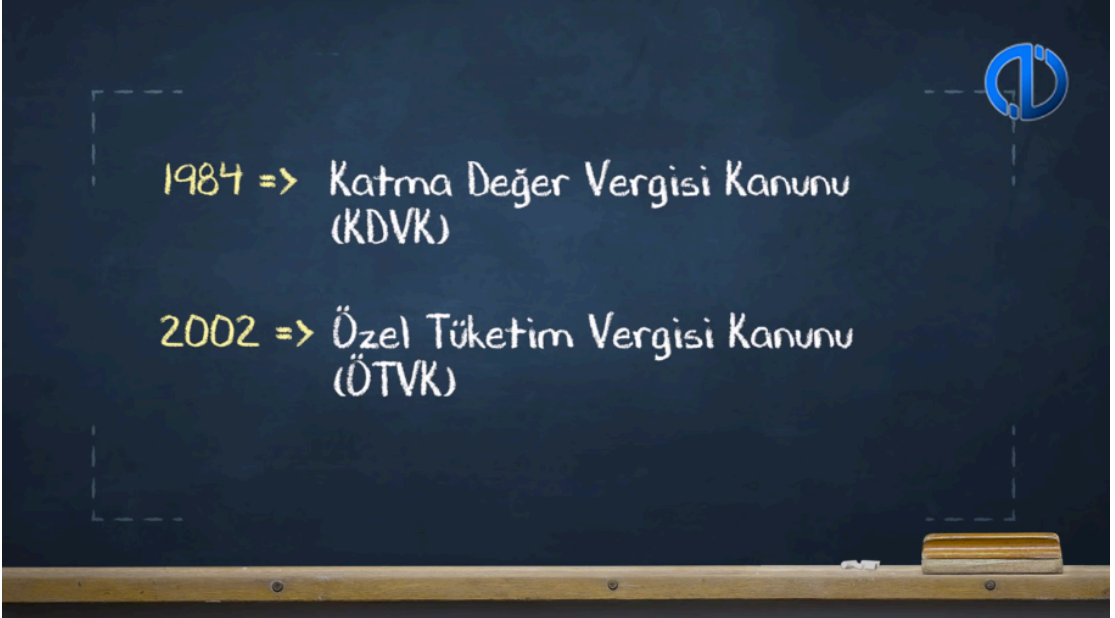 1984 => Katma Değer Vergisi Kanunu
(KDVK)
2002 => Özel Tüketim Vergisi Kanunu
(ÖTVK)